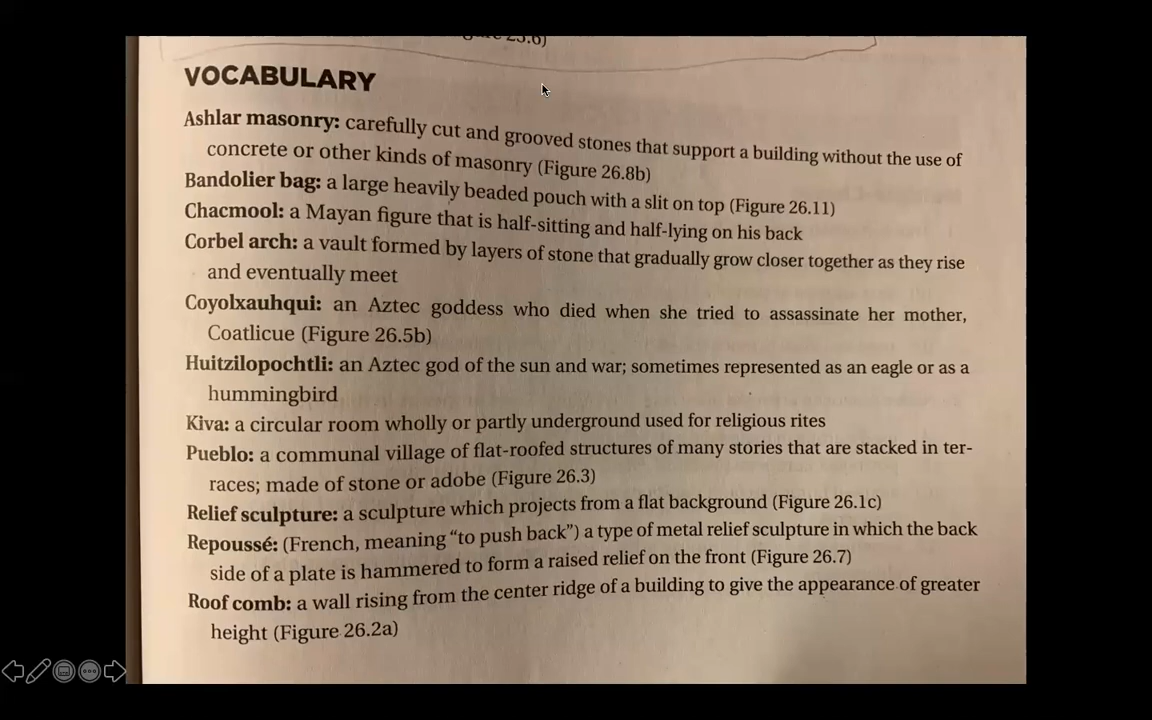 VOCABULARY
Ashlar masonry: carefully cut and grooved stones that support a building without the use of
concrete or other kinds of masonry (Figure 26.8b)
Bandolier bag: a large heavily beaded pouch with a slit on top (Figure 26.11)
Chacmool: a Mayan figure that is half-sitting and half-lying on his back
Corbel arch: a vault formed by layers of stone that gradually grow closer together as they rise
and eventually meet
Coyolxauhqui: an Aztec goddess who died when she tried to assassinate her mother,
Coatlicue (Figure 26.5b)
Huitzilopochtli: an Aztec god of the sun and war; sometimes represented as an eagle or as a
hummingbird
Kiva: a circular room wholly or partly underground used for religious rites
Pueblo: a communal village of flat-roofed structures of many stories that are stacked in ter-
races; made of stone or adobe (Figure 26.3)
Relief sculpture: a sculpture which projects from a flat background (Figure 26.1c)
Repoussé: (French, meaning “to push back”) a type of metal relief sculpture in which the back
side of a plate is hammered to form a raised relief on the front (Figure 26.7)
Roof comb: a wall rising from the center ridge of a building to give the appearance of greater
height (Figure 26.2a)